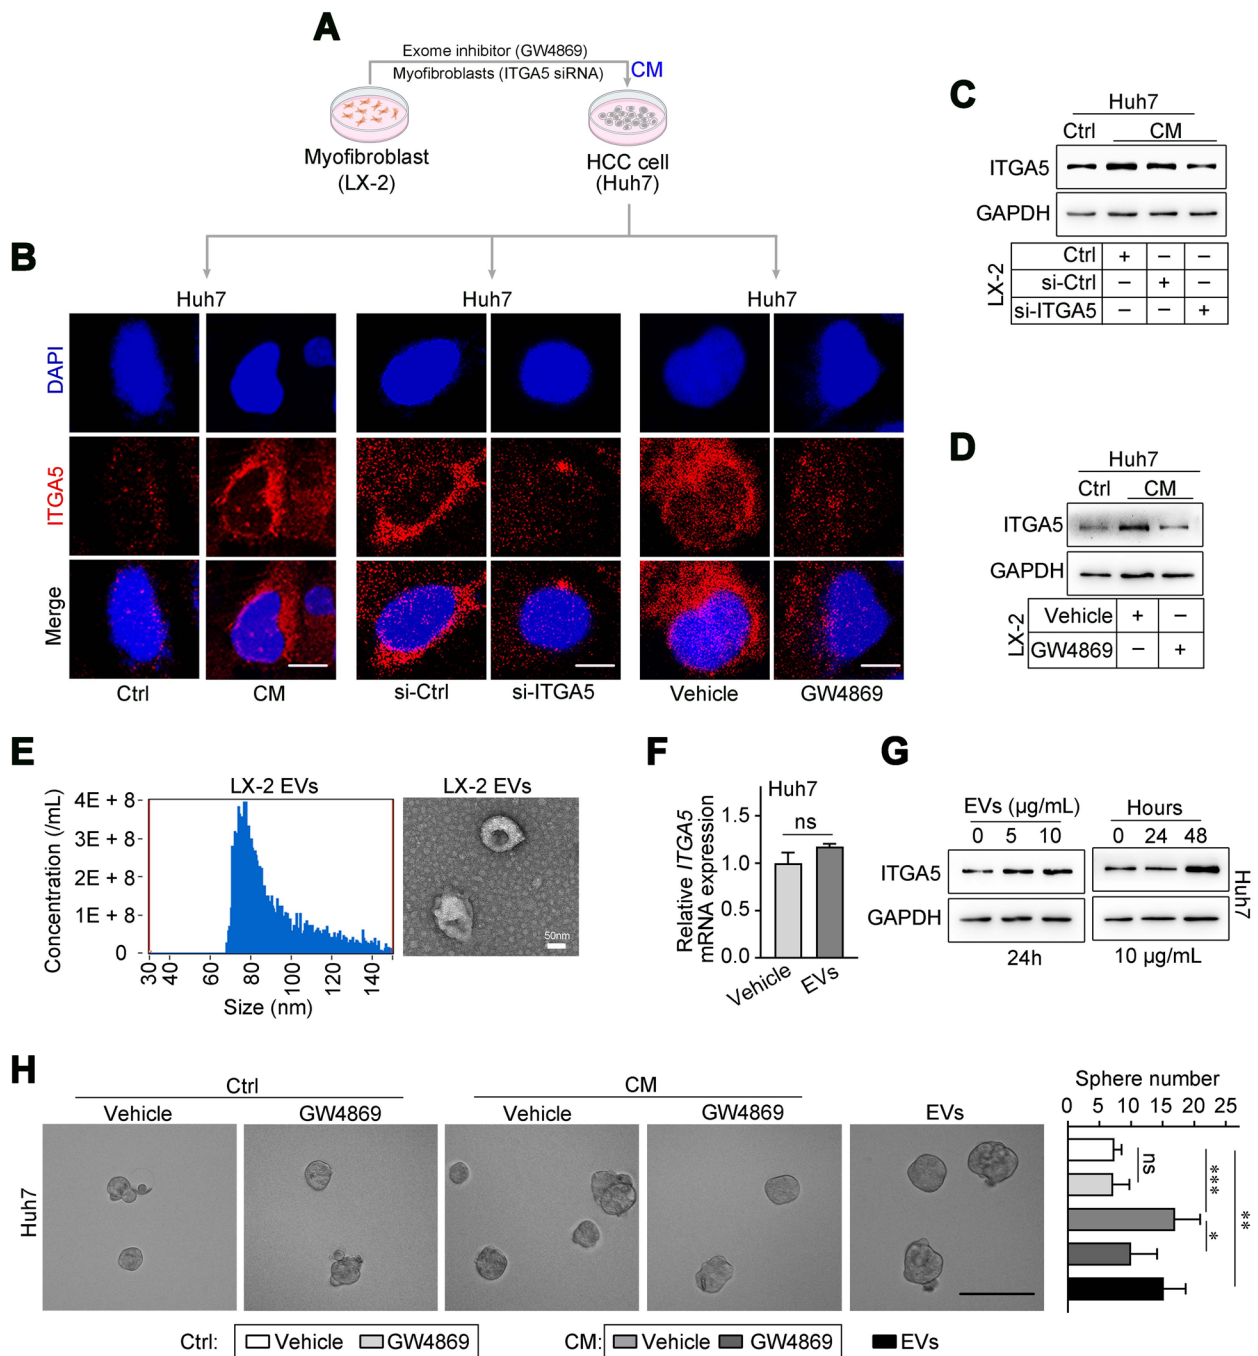 A
Exome inhibitor (GW4869)
Myofibroblasts (ITGA5 siRNA)
CM
Myofibroblast
(LX-2)
HCC cell
(Huh7)
B
Huh7 Huh7 Huh7
DAPI
ITGA5
Merge
Ctrl CM si-Ctrl si-ITGA5 Vehicle GW4869
C
Huh7
Ctrl CM
ITGA5
GAPDH
LX-2
Ctrl + − −
si-Ctrl − + −
si-ITGA5 − − +
D
Huh7
Ctrl CM
ITGA5
GAPDH
LX-2
Vehicle + −
GW4869 − +
E
LX-2 EVs
Concentration (/mL)
4E + 8
3E + 8
2E + 8
1E + 8
0
30 40 60 80 100 120 140
Size (nm)
LX-2 EVs
50nm
F
Huh7
ns
Relative ITGA5
mRNA expression
1.5
1.0
0.5
0.0
Vehicle EVs
G
EVs (µg/mL) Hours
0 5 10 0 24 48
ITGA5
GAPDH
Huh7
24h 10 µg/mL
H
Ctrl CM
Vehicle GW4869 Vehicle GW4869 EVs
Huh7
Sphere number
0 5 10 15 20 25
ns
***
*
**
Ctrl: Vehicle GW4869 CM: Vehicle GW4869 EVs